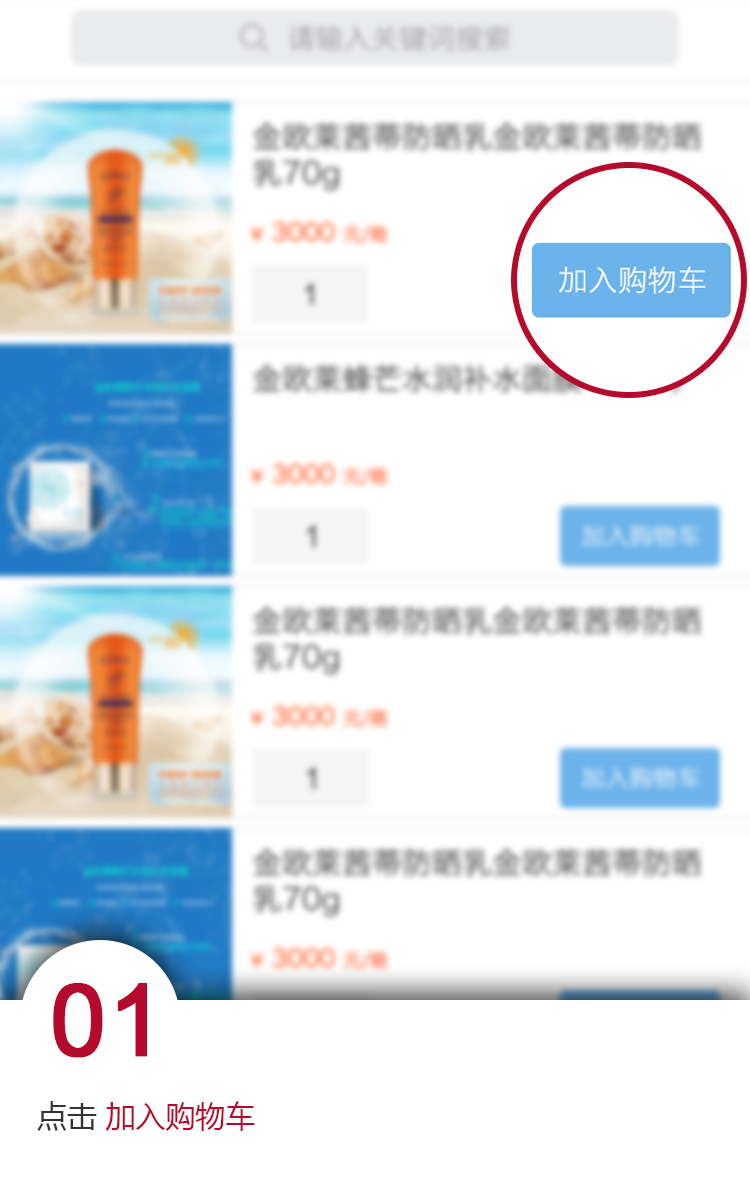 请输入关键词搜索
金欧莱茜蒂防晒乳金欧莱茜蒂防晒
乳70g
¥ 3000 元/箱
1
加入购物车
金欧莱蜂芒水润补水面膜
¥ 3000 元/箱
1
加入购物车
金欧莱茜蒂防晒乳金欧莱茜蒂防晒
乳70g
¥ 3000 元/箱
1
加入购物车
金欧莱茜蒂防晒乳金欧莱茜蒂防晒
乳70g
¥ 3000 元/箱
01
点击 加入购物车